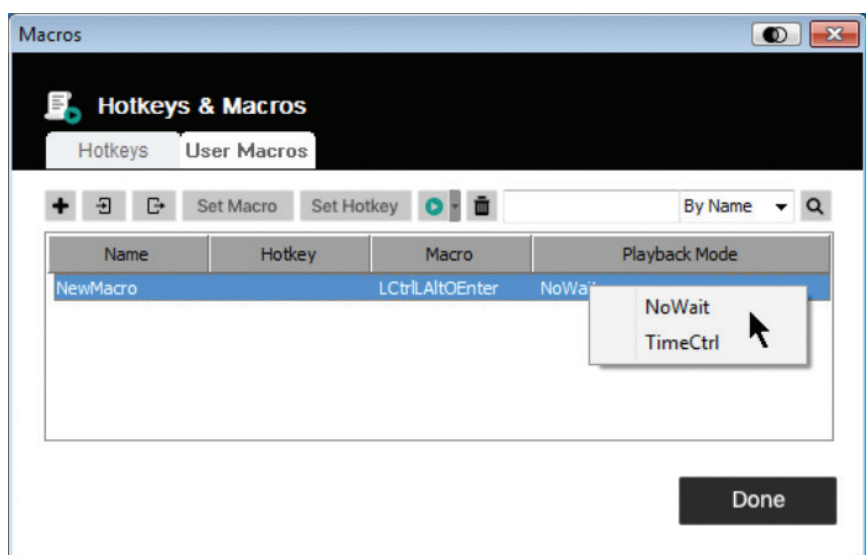 Macros
Hotkeys & Macros
Hotkeys User Macros
Set Macro Set Hotkey By Name
Name Hotkey Macro Playback Mode
NewMacro LCtrlLAltOEnter NoWait
NoWait
TimeCtrl
Done